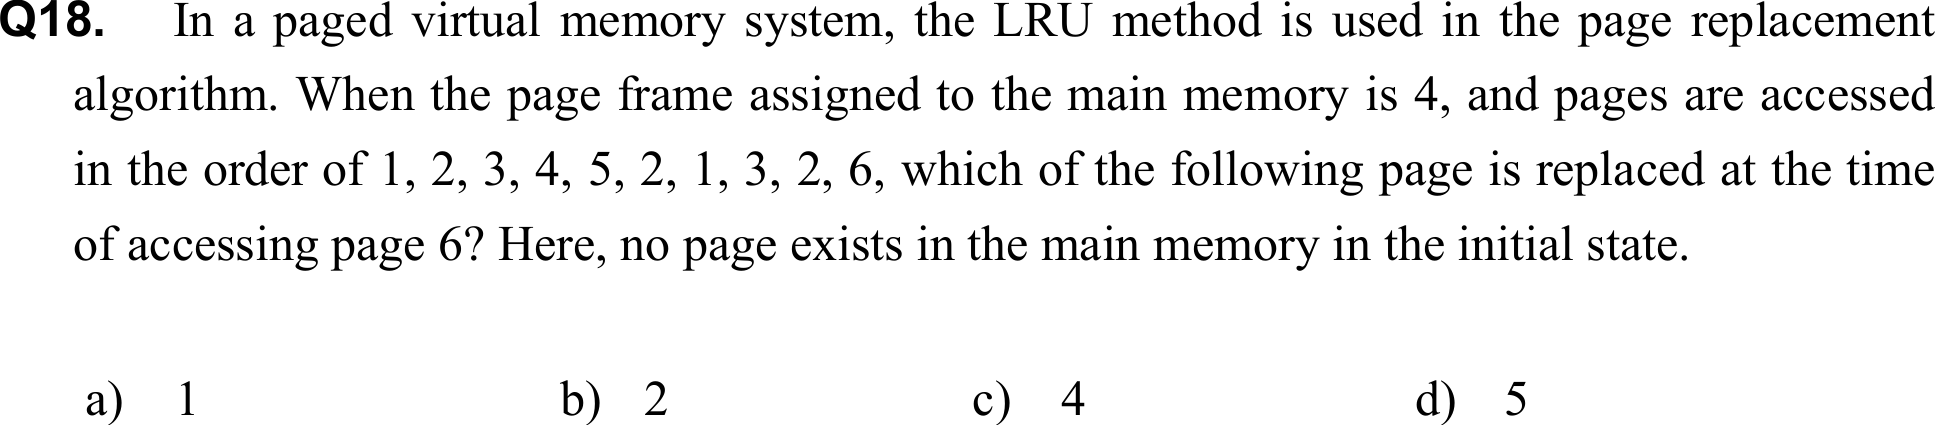 Q18. In a paged virtual memory system, the LRU method is used in the page replacement
algorithm. When the page frame assigned to the main memory is 4, and pages are accessed
in the order of 1, 2, 3, 4, 5, 2, 1, 3, 2, 6, which of the following page is replaced at the time
of accessing page 6? Here, no page exists in the main memory in the initial state.
a) 1 b) 2 c) 4 d) 5